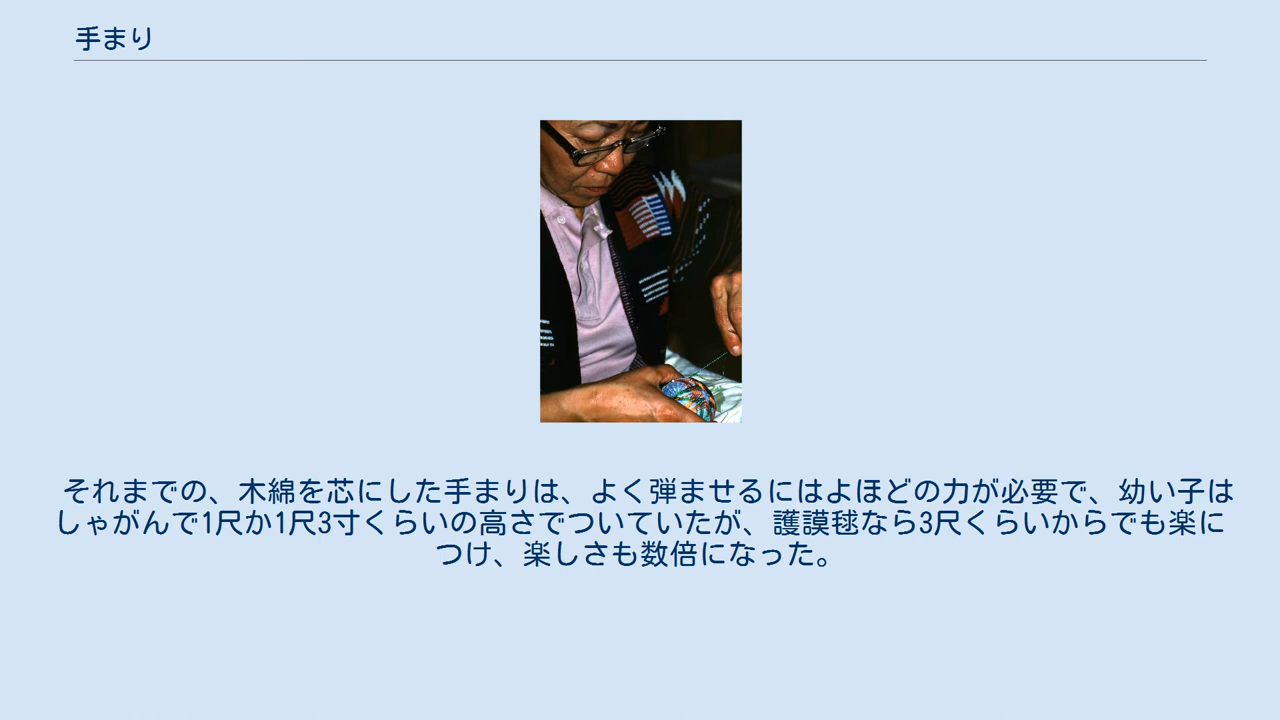 手まり
それまでの、木綿を芯にした手まりは、よく弾ませるにはよほどの力が必要で、幼い子は
しゃがんで1尺か1尺3寸くらいの高さでついていたが、護謨毬なら3尺くらいからでも楽に
つけ、楽しさも数倍になった。